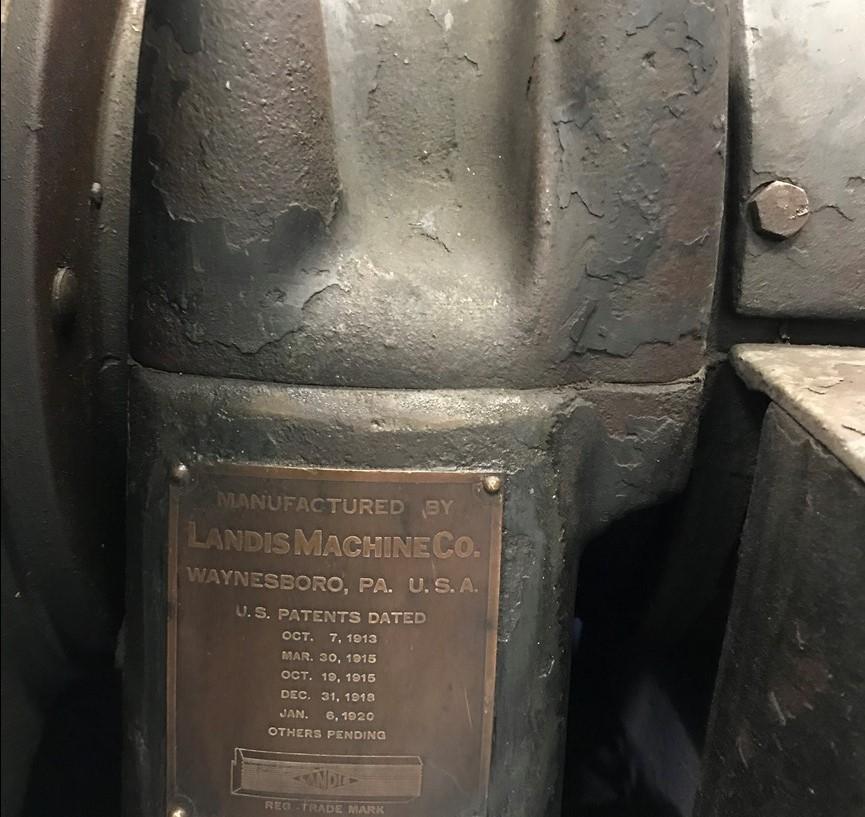 MANUFACTURED BY
LANDIS MACHINE CO.
WAYNESBORO, PA. U.S.A.
U.S. PATENTS DATED
OCT. 7, 1913
MAR. 30, 1915
OCT. 19, 1915
DEC. 31, 1918
JAN. 6, 1920
OTHERS PENDING
LANDIS
REG. TRADE MARK